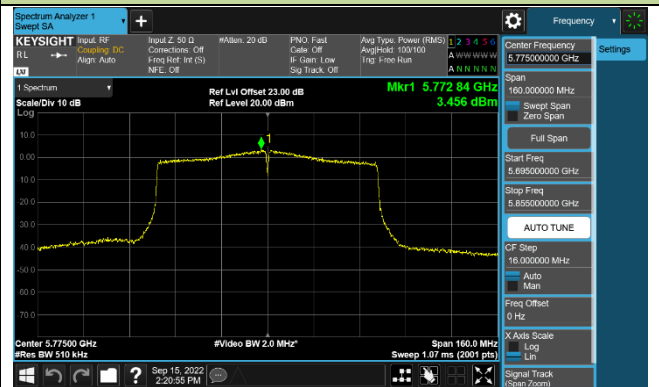 Spectrum Analyzer 1
Swept SA
Frequency
KEYSIGHT
RL
LXI
Input: RF
Coupling: DC
Align: Auto
Input Z: 50 Ω
Corrections: Off
Freq Ref: Int (S)
NFE: Off
#Atten: 20 dB
PNO: Fast
Gate: Off
IF Gain: Low
Sig Track: Off
Avg Type: Power (RMS)
Avg|Hold: 100/100
Trig: Free Run
1 2 3 4 5 6
A W W W W W
A N N N N N
1 Spectrum
Scale/Div 10 dB
Log
Ref Lvl Offset 23.00 dB
Ref Level 20.00 dBm
Mkr1 5.772 84 GHz
3.456 dBm
10.0
0.00
-10.0
-20.0
-30.0
-40.0
-50.0
-60.0
-70.0
1
Center 5.77500 GHz
#Res BW 510 kHz
#Video BW 2.0 MHz*
Span 160.0 MHz
Sweep 1.07 ms (2001 pts)
Center Frequency
5.775000000 GHz
Settings
Span
160.000000 MHz
Swept Span
Zero Span
Full Span
Start Freq
5.695000000 GHz
Stop Freq
5.855000000 GHz
AUTO TUNE
CF Step
16.000000 MHz
Auto
Man
Freq Offset
0 Hz
X Axis Scale
Log
Lin
Signal Track
(Span Zoom)
?
Sep 15, 2022
2:20:55 PM